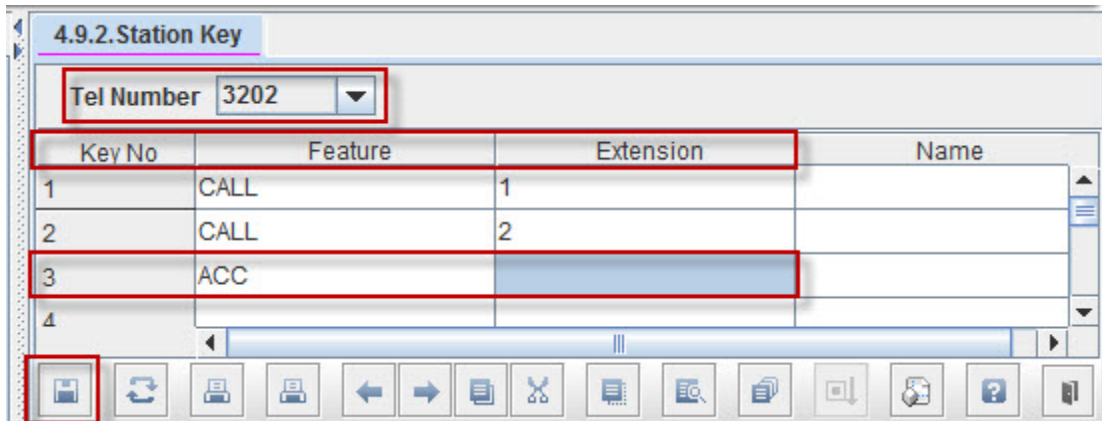 4.9.2.Station Key
Tel Number 3202
Key No Feature Extension Name
1 CALL 1
2 CALL 2
3 ACC
4